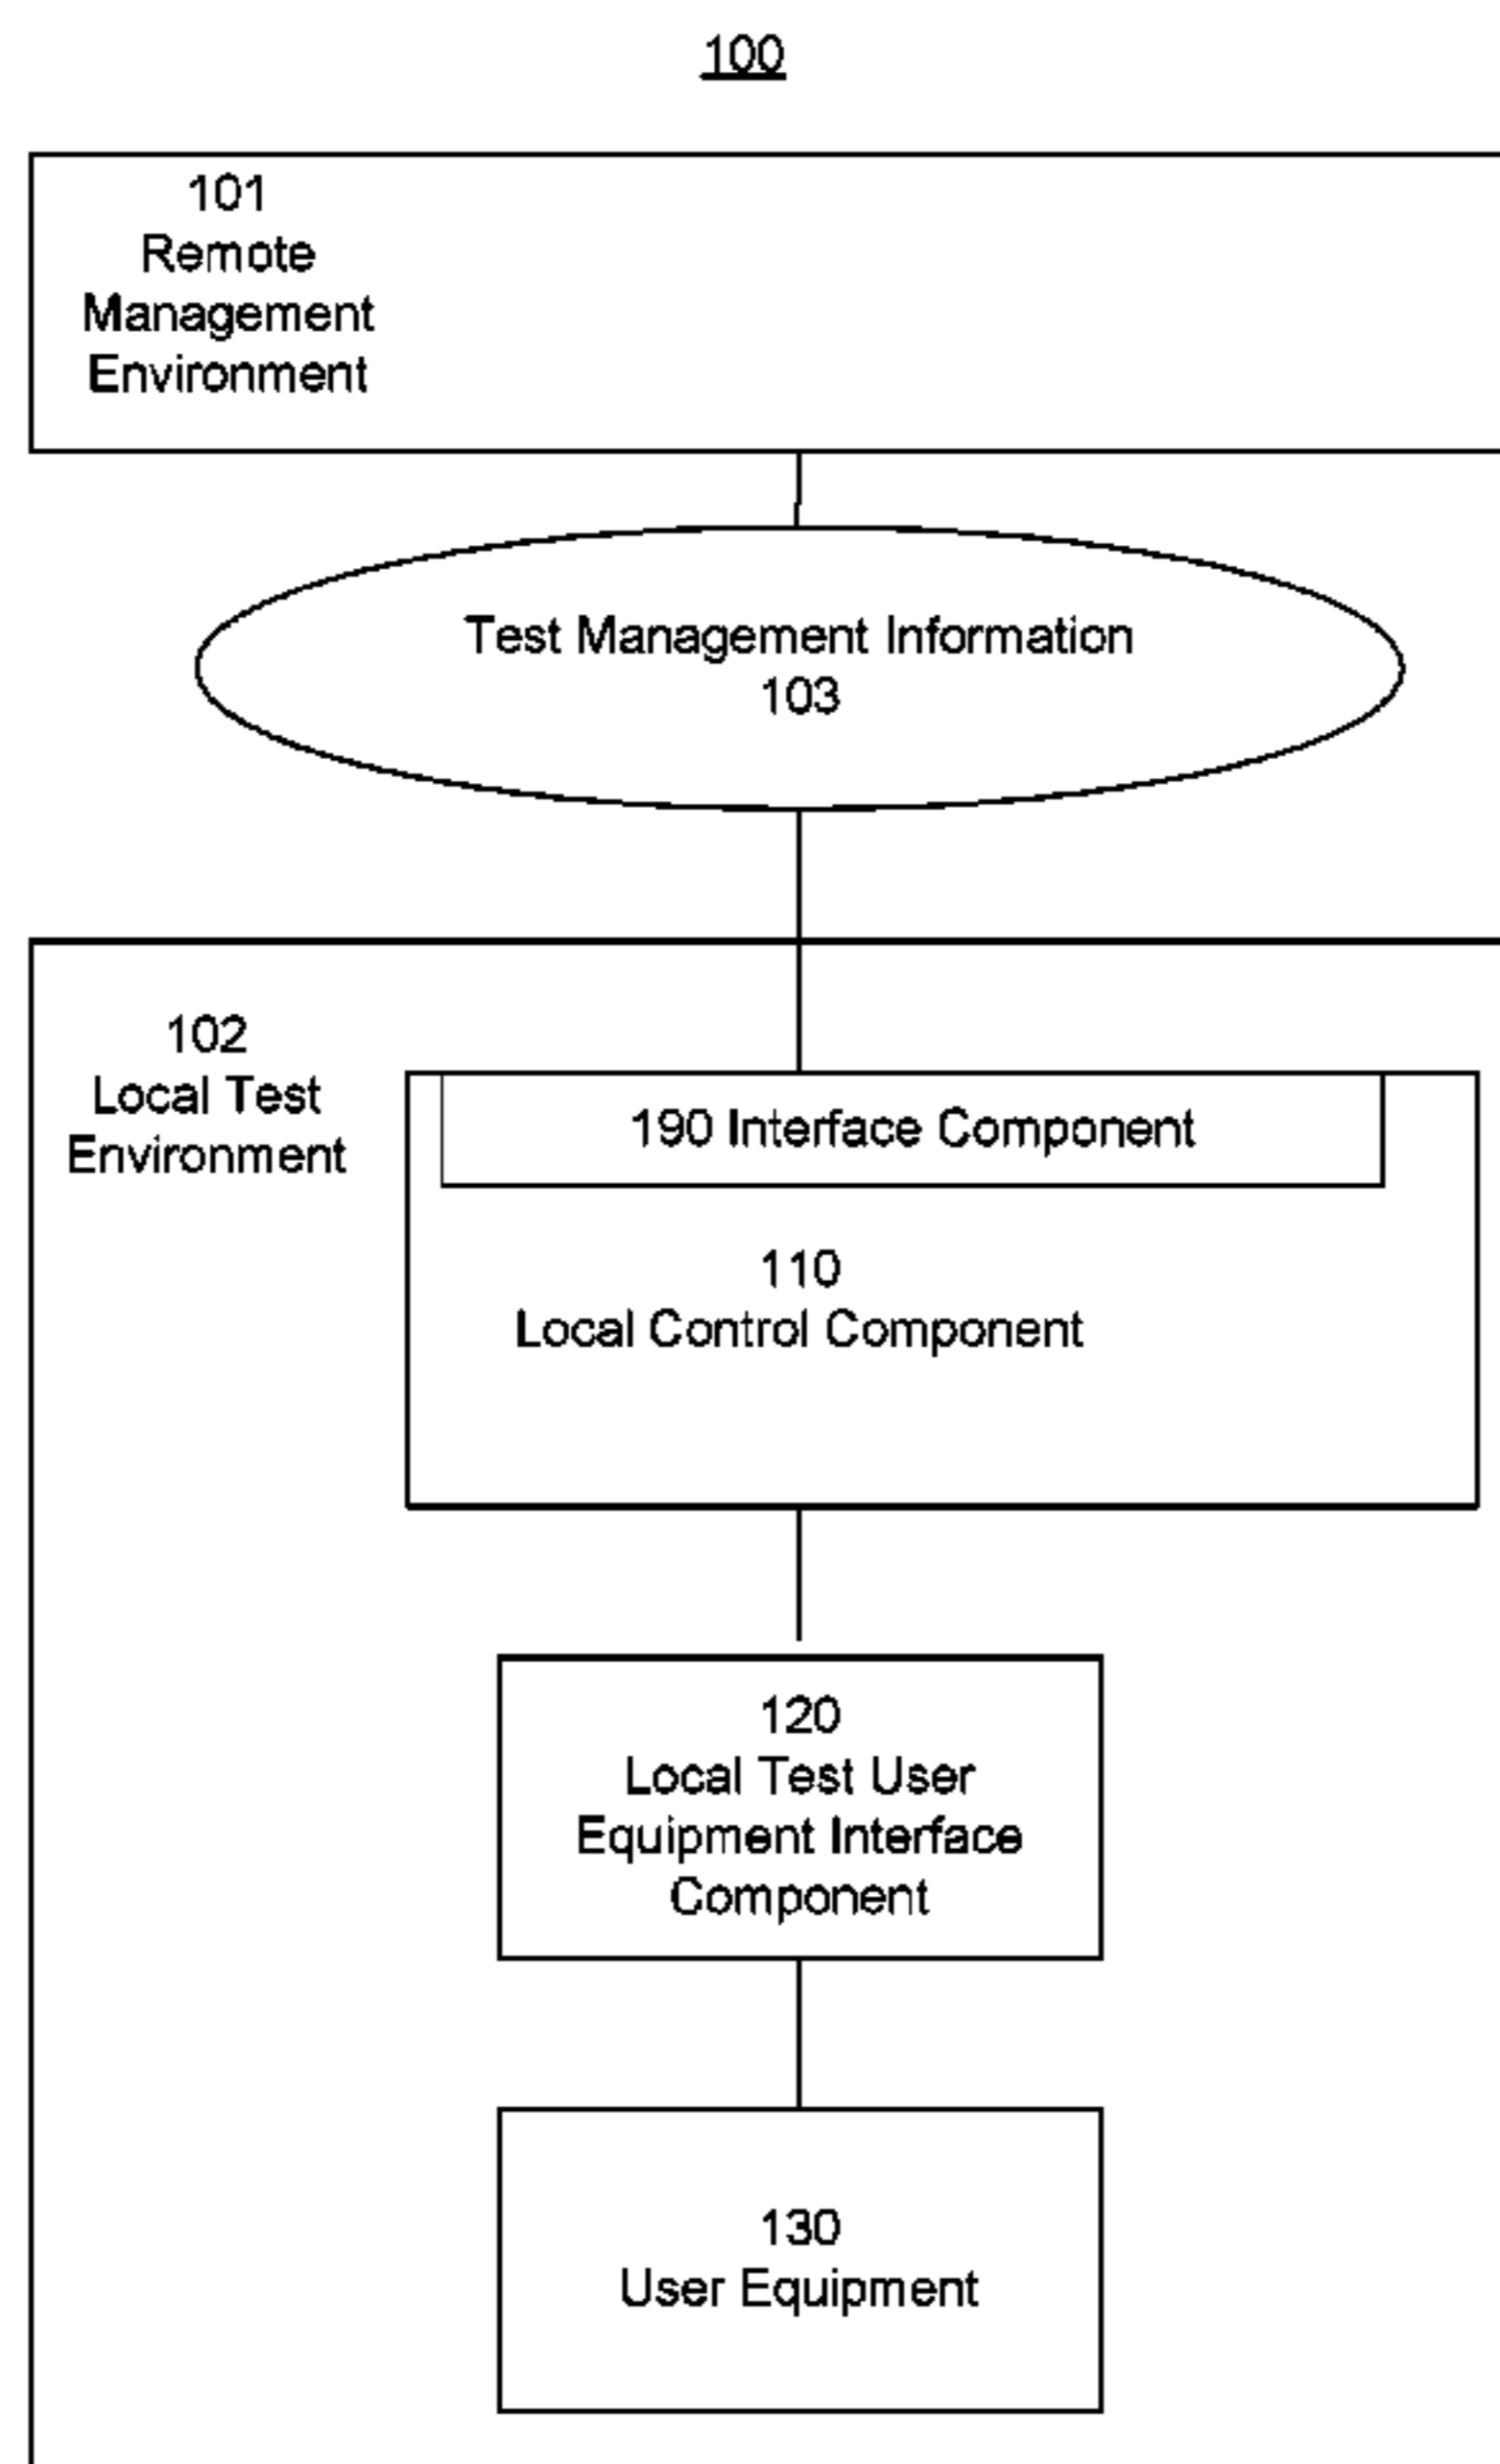 100
101
Remote
Management
Environment
Test Management Information
103
102
Local Test
Environment
190 Interface Component
110
Local Control Component
120
Local Test User
Equipment Interface
Component
130
User Equipment